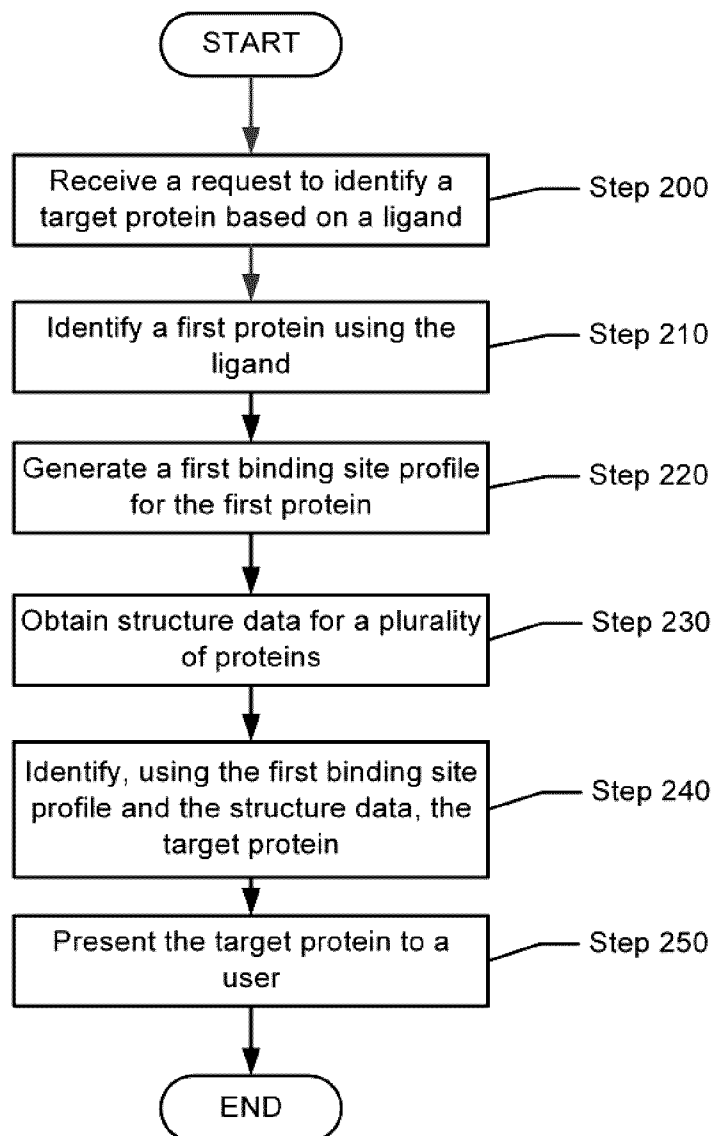 START
Receive a request to identify a
target protein based on a ligand
Step 200
Identify a first protein using the
ligand
Step 210
Generate a first binding site profile
for the first protein
Step 220
Obtain structure data for a plurality
of proteins
Step 230
Identify, using the first binding site
profile and the structure data, the
target protein
Step 240
Present the target protein to a
user
Step 250
END